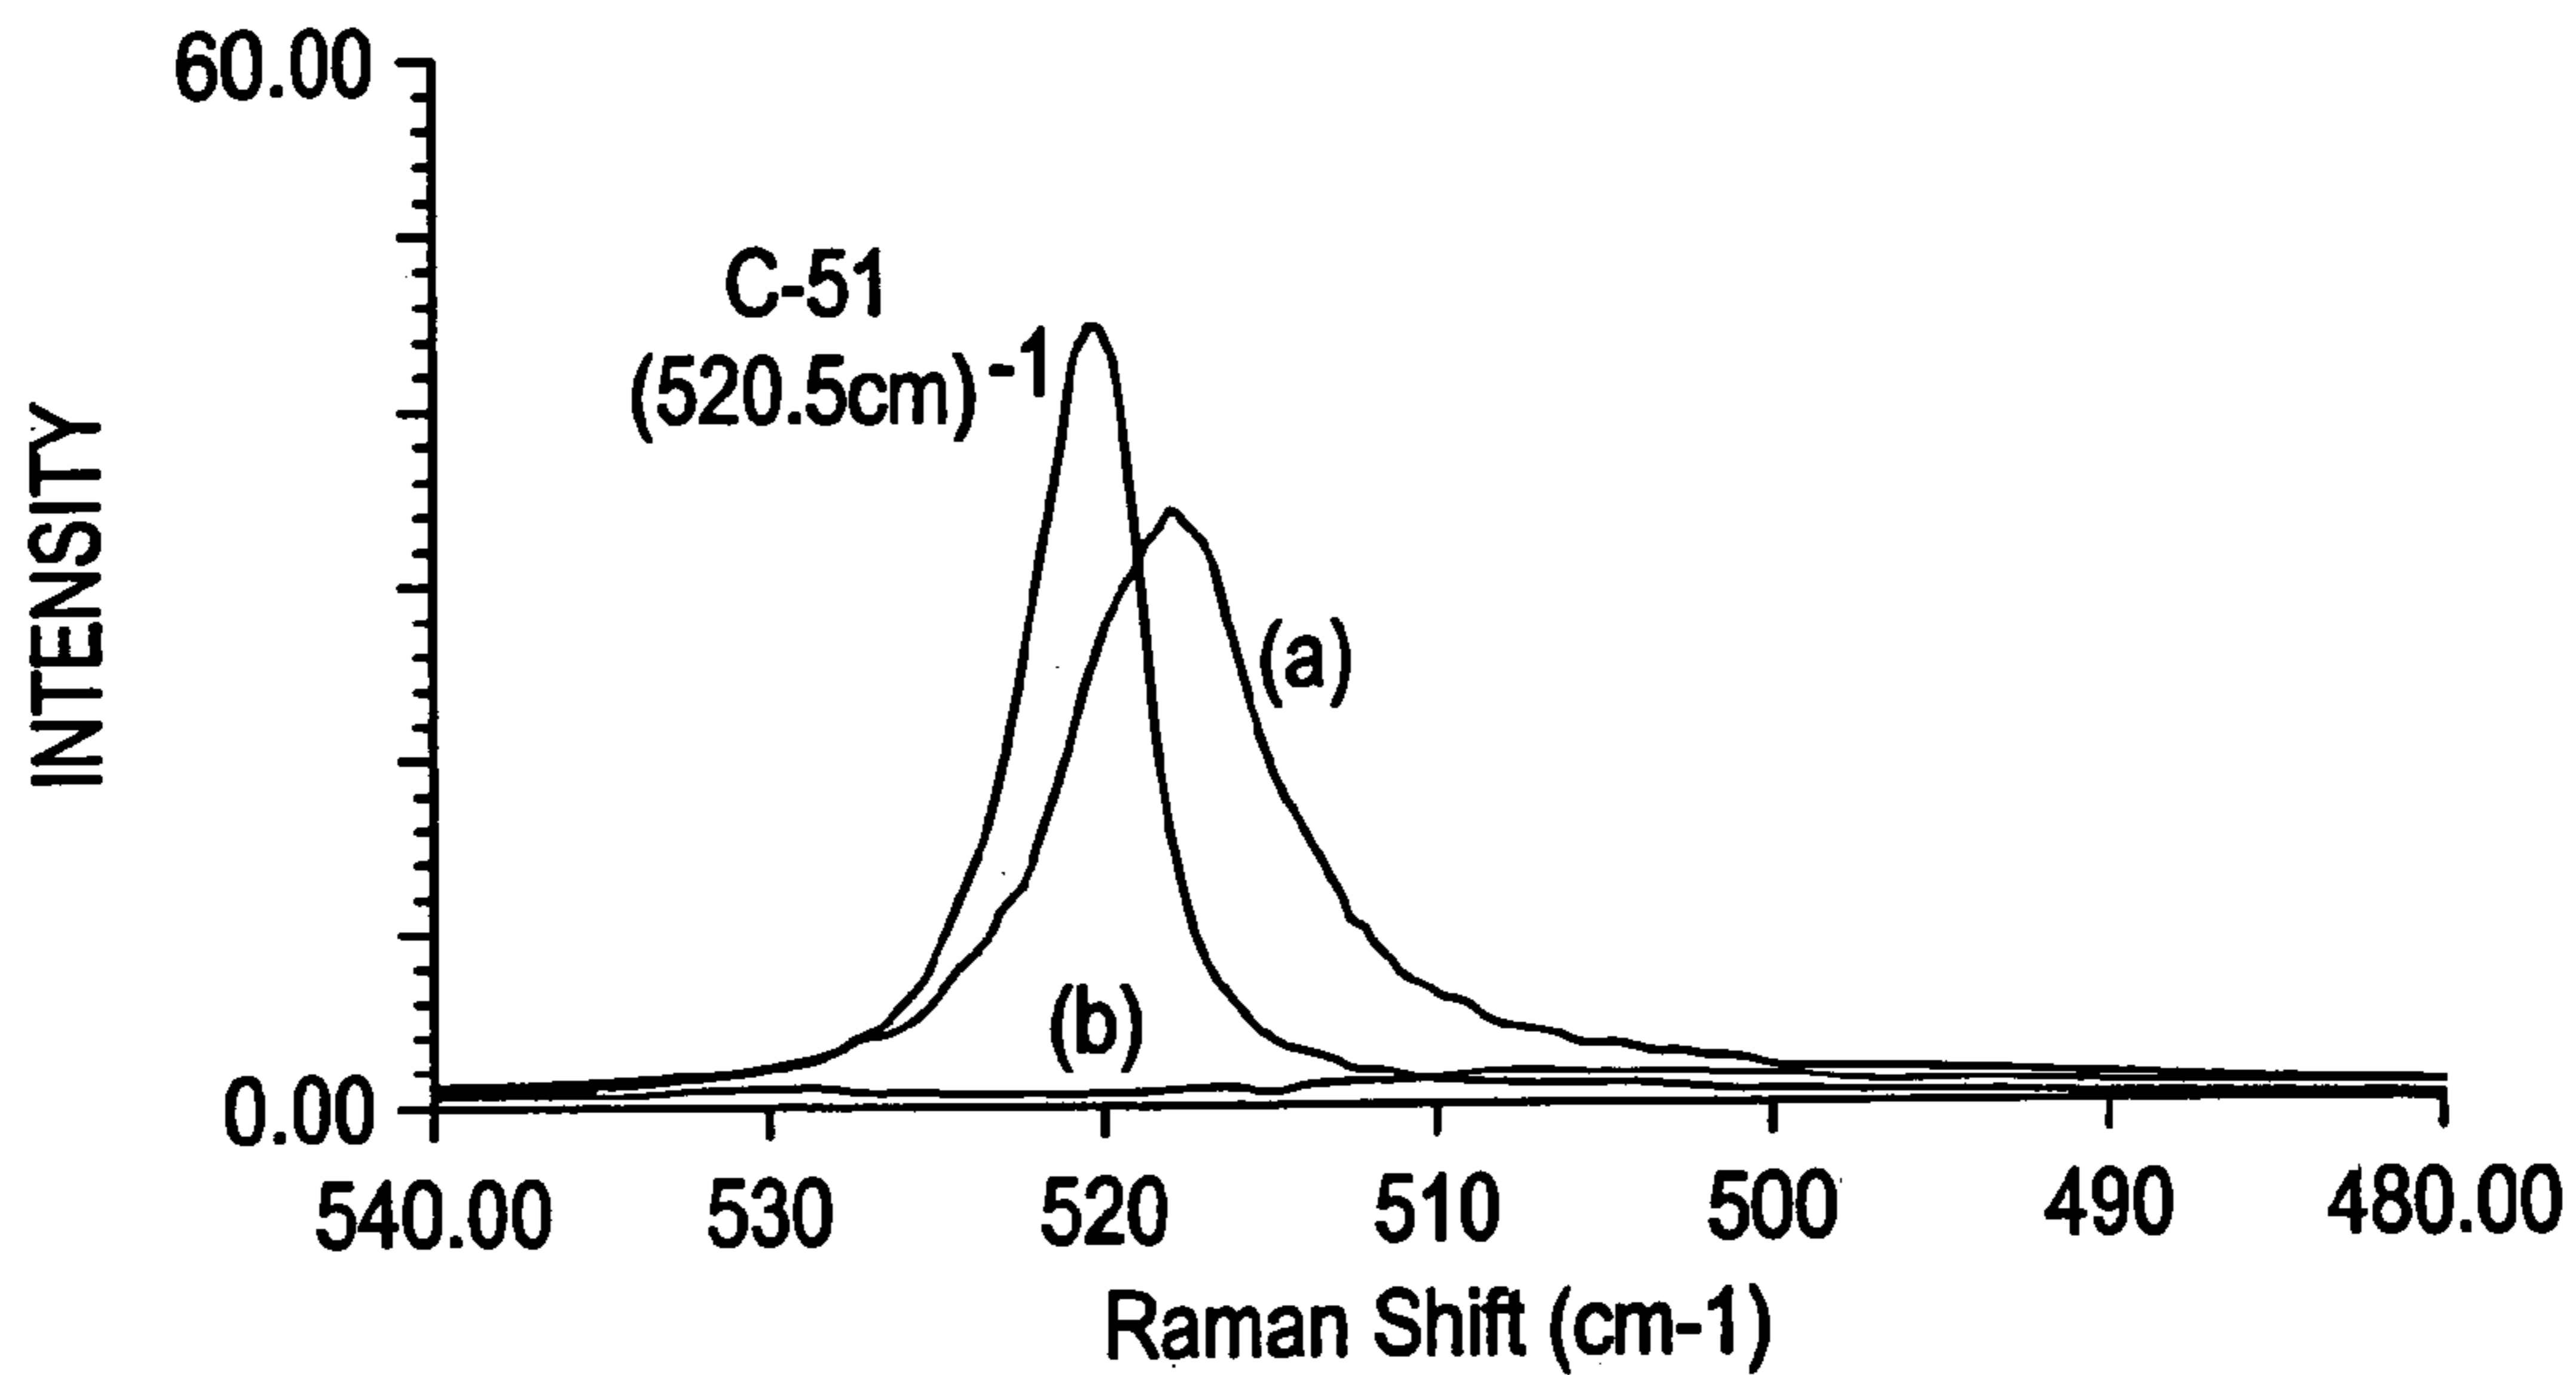 60.00
C-51
(520.5cm)-1
INTENSITY
(a)
(b)
0.00
540.00 530 520 510 500 490 480.00
Raman Shift (cm-1)